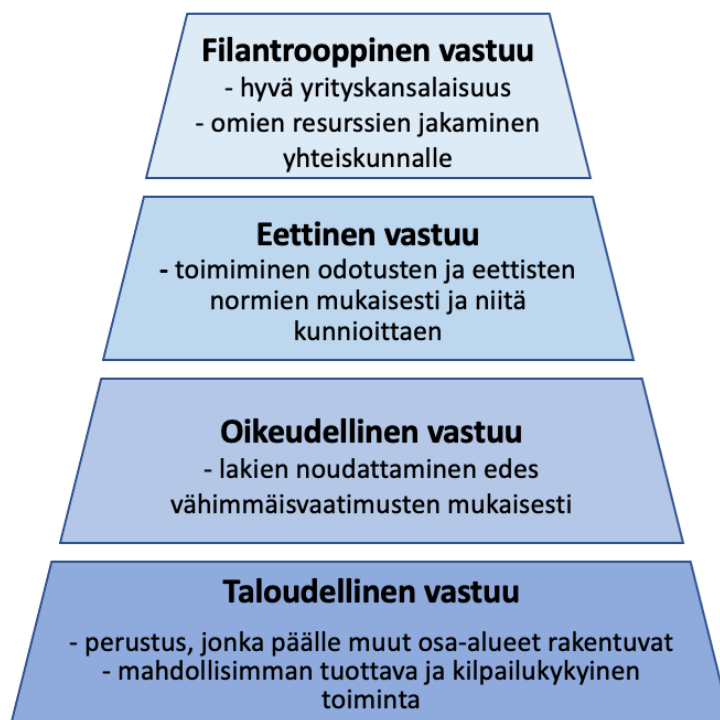 Filantrooppinen vastuu
- hyvä yrityskansalaisuus
- omien resurssien jakaminen
yhteiskunnalle
Eettinen vastuu
- toimiminen odotusten ja eettisten
normien mukaisesti ja niitä
kunnioittaen
Oikeudellinen vastuu
- lakien noudattaminen edes
vähimmäisvaatimusten mukaisesti
Taloudellinen vastuu
- perustus, jonka päälle muut osa-alueet rakentuvat
- mahdollisimman tuottava ja kilpailukykyinen
toiminta